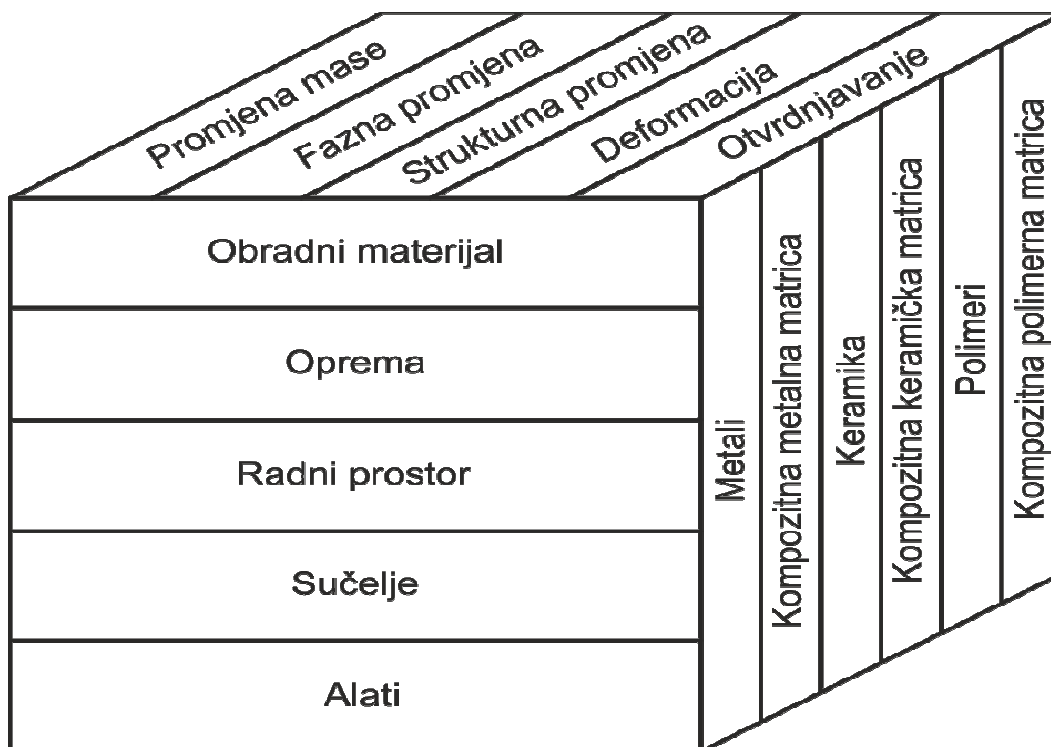 Promjena mase
Fazna promjena
Strukturna promjena
Deformacija
Otvrdnjavanje
Obradni materijal
Oprema
Radni prostor
Sučelje
Alati
Metali
Kompozitna metalna matrica
Keramika
Kompozitna keramička matrica
Polimeri
Kompozitna polimerna matrica